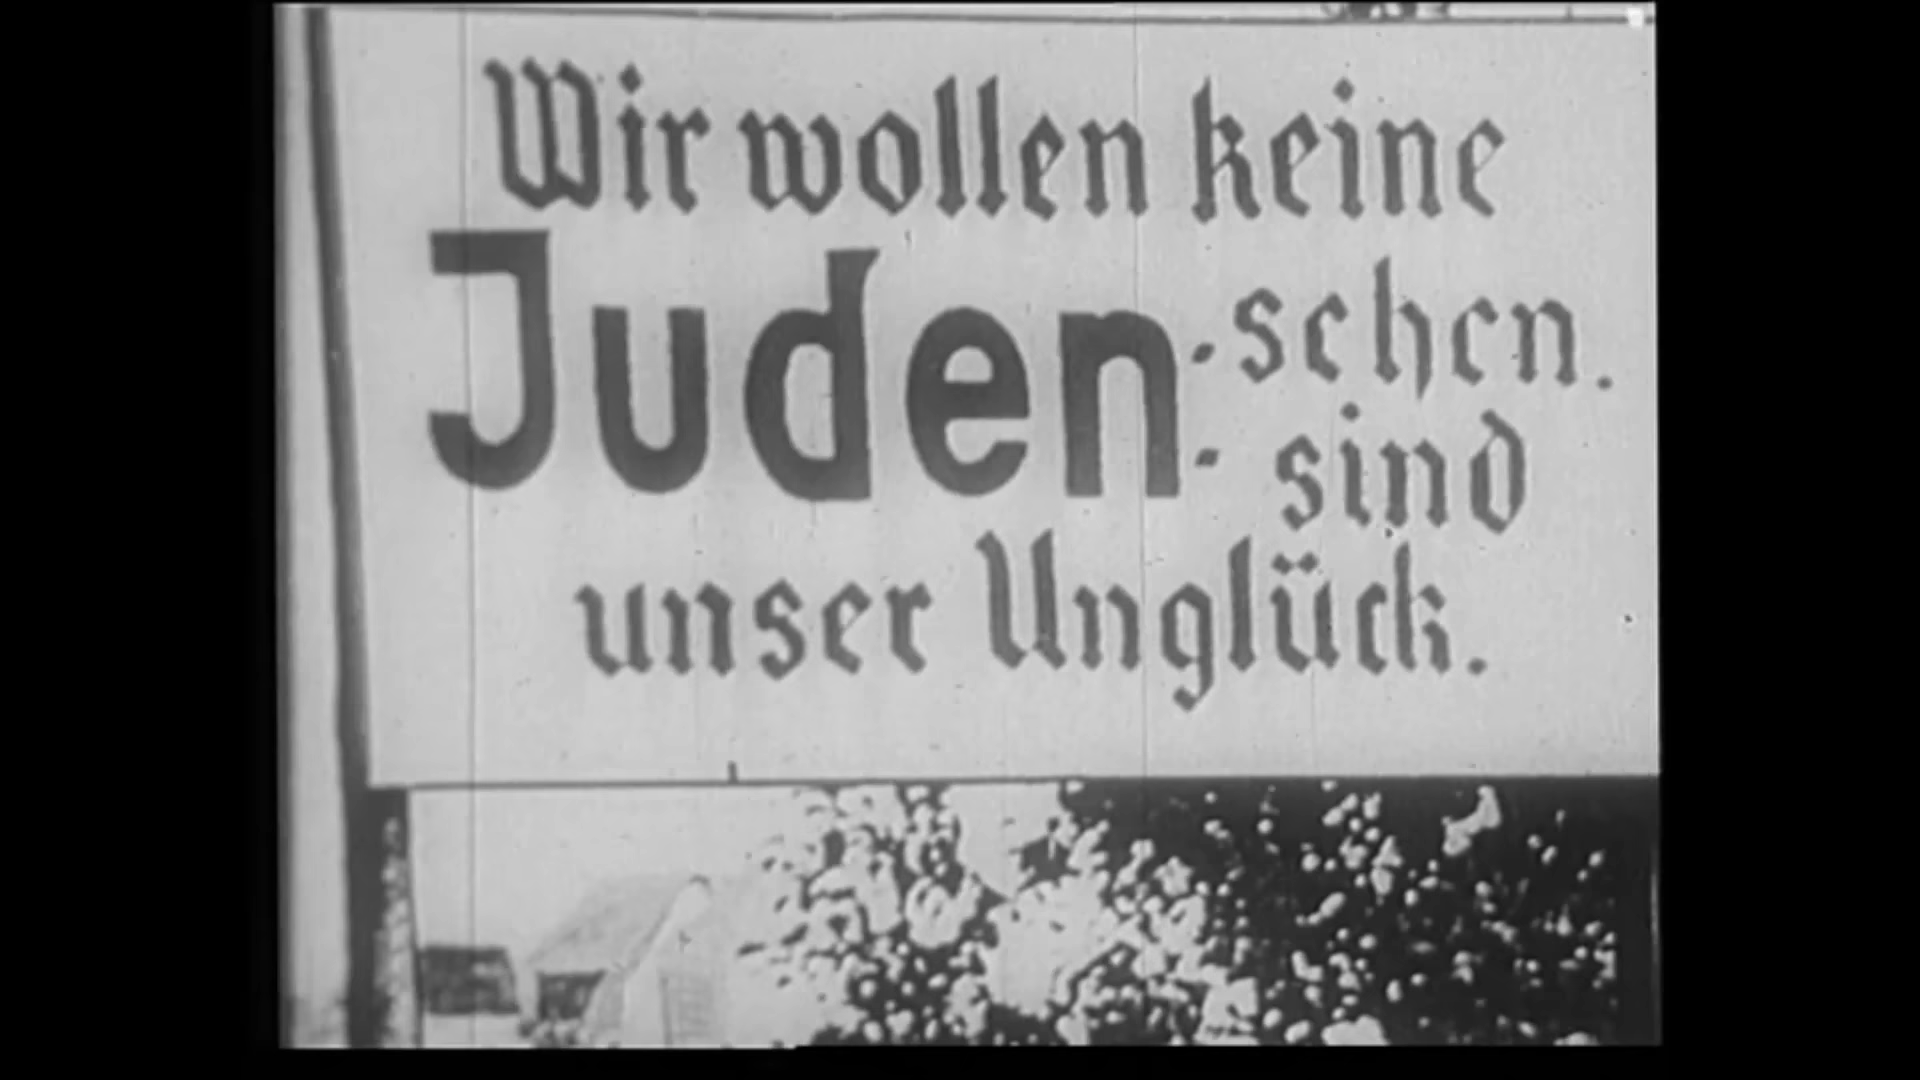 Wir wollen keine
Juden - sehen.
- sind
unser Unglück.